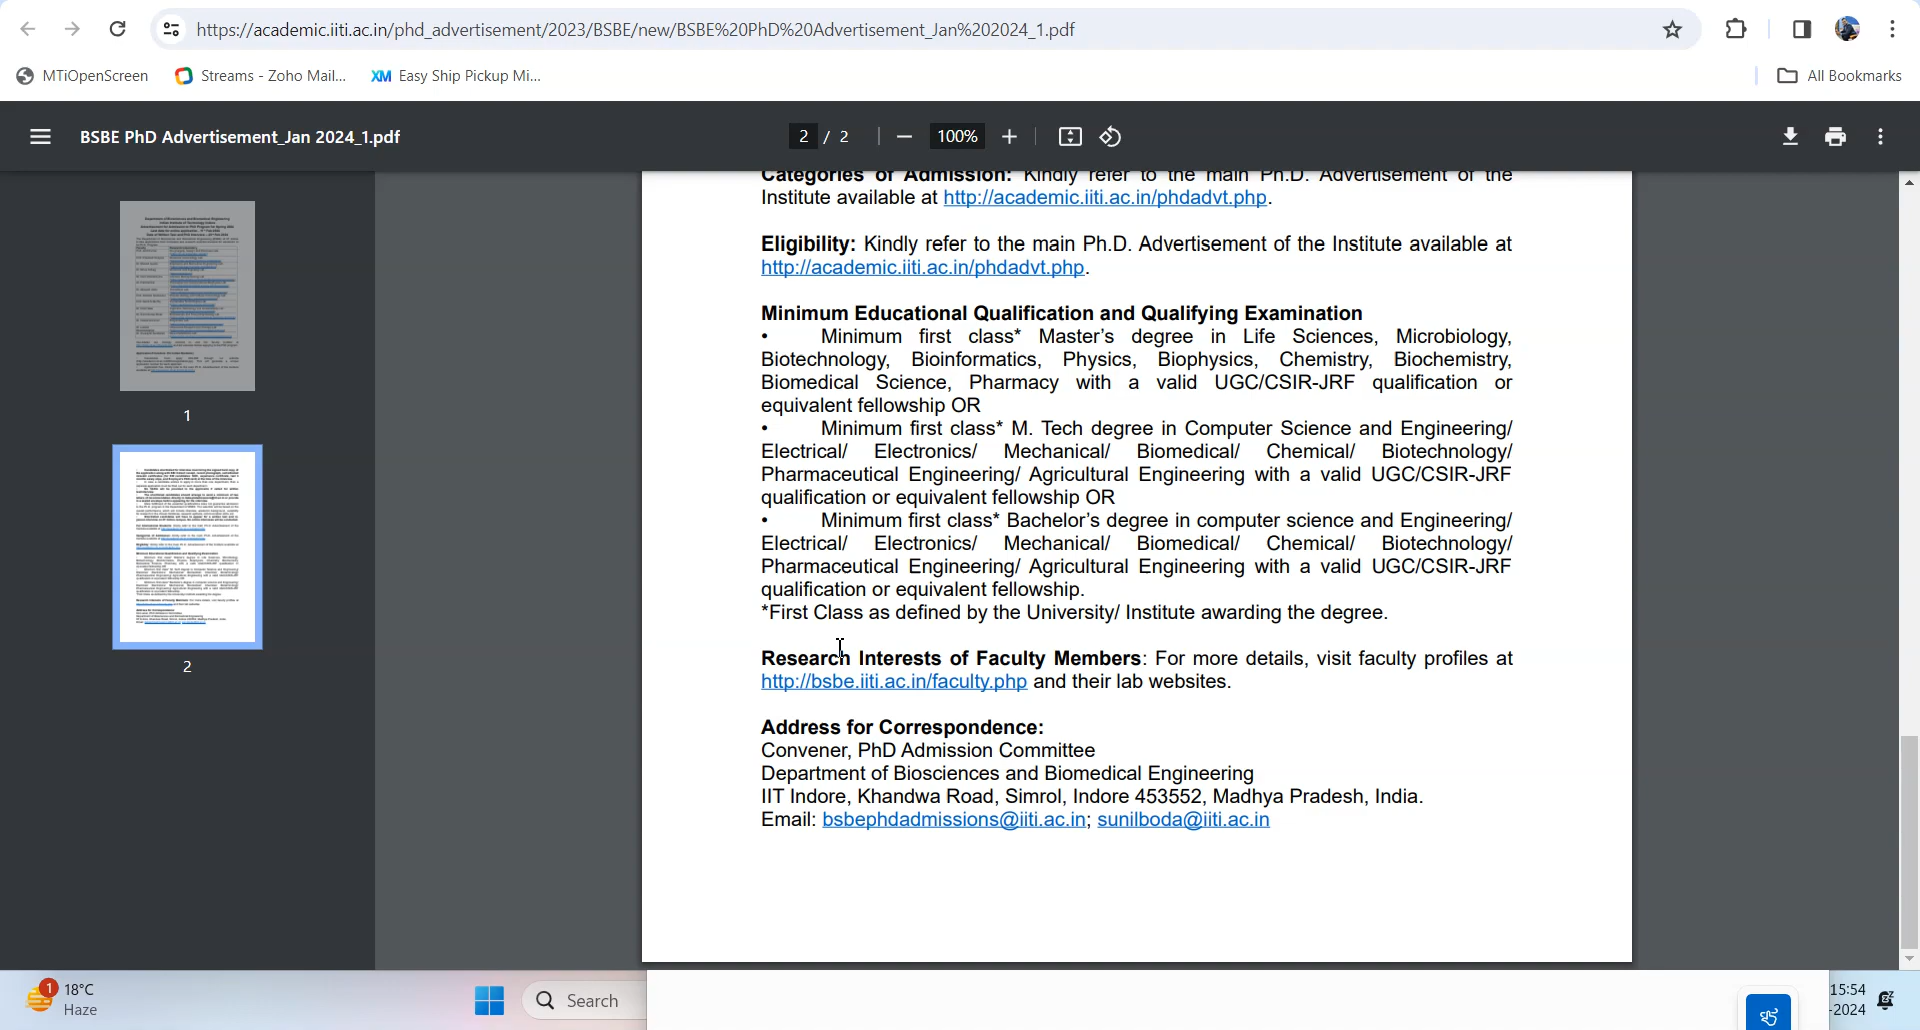 https://academic.iiti.ac.in/phd_advertisement/2023/BSBE/new/BSBE%20PhD%20Advertisement_Jan%202024_1.pdf
MTiOpenScreen
Streams - Zoho Mail...
XM Easy Ship Pickup Mi...
All Bookmarks
BSBE PhD Advertisement_Jan 2024_1.pdf
2 / 2
100%
1
2
Categories of Admission: Kindly refer to the main Ph.D. Advertisement of the
Institute available at http://academic.iiti.ac.in/phdadvt.php.
Eligibility: Kindly refer to the main Ph.D. Advertisement of the Institute available at
http://academic.iiti.ac.in/phdadvt.php.
Minimum Educational Qualification and Qualifying Examination
• Minimum first class* Master's degree in Life Sciences, Microbiology,
Biotechnology, Bioinformatics, Physics, Biophysics, Chemistry, Biochemistry,
Biomedical Science, Pharmacy with a valid UGC/CSIR-JRF qualification or
equivalent fellowship OR
• Minimum first class* M. Tech degree in Computer Science and Engineering/
Electrical/ Electronics/ Mechanical/ Biomedical/ Chemical/ Biotechnology/
Pharmaceutical Engineering/ Agricultural Engineering with a valid UGC/CSIR-JRF
qualification or equivalent fellowship OR
• Minimum first class* Bachelor's degree in computer science and Engineering/
Electrical/ Electronics/ Mechanical/ Biomedical/ Chemical/ Biotechnology/
Pharmaceutical Engineering/ Agricultural Engineering with a valid UGC/CSIR-JRF
qualification or equivalent fellowship.
*First Class as defined by the University/ Institute awarding the degree.
Research Interests of Faculty Members: For more details, visit faculty profiles at
http://bsbe.iiti.ac.in/faculty.php and their lab websites.
Address for Correspondence:
Convener, PhD Admission Committee
Department of Biosciences and Biomedical Engineering
IIT Indore, Khandwa Road, Simrol, Indore 453552, Madhya Pradesh, India.
Email: bsbephdadmissions@iiti.ac.in; sunilboda@iiti.ac.in
1
18°C
Haze
Search
15:54
-2024